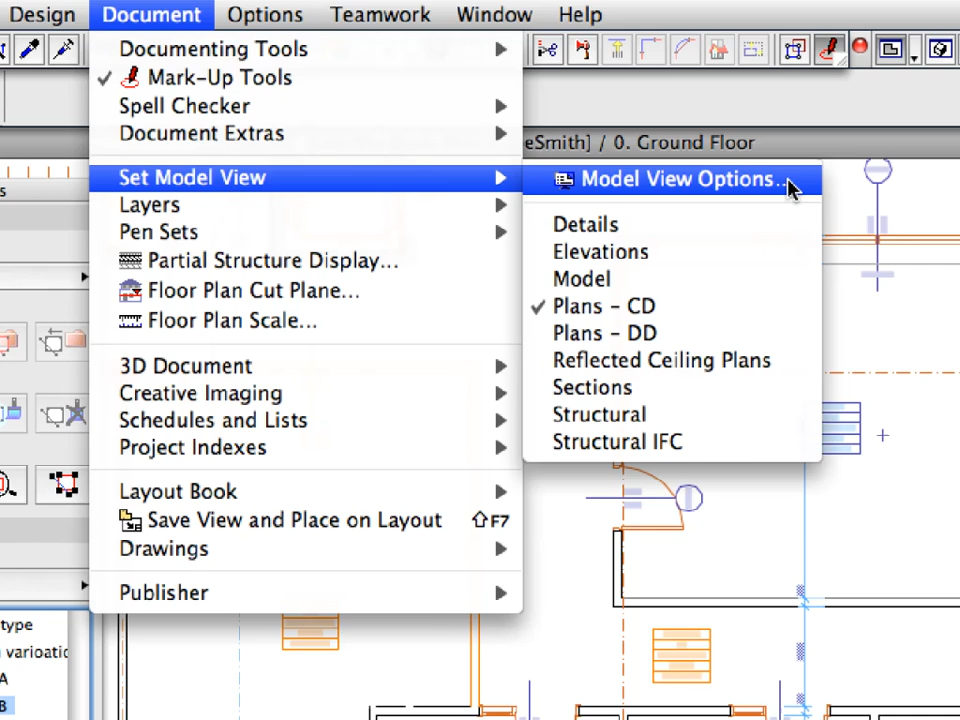 Design Document Options Teamwork Window Help
Documenting Tools
Mark-Up Tools
Spell Checker
Document Extras
eSmith] / 0. Ground Floor
s
Set Model View
Layers
Pen Sets
Partial Structure Display...
Floor Plan Cut Plane...
Floor Plan Scale...
3D Document
Creative Imaging
Schedules and Lists
Project Indexes
Layout Book
Save View and Place on Layout ⇧F7
Drawings
Publisher
Model View Options...
Details
Elevations
Model
Plans - CD
Plans - DD
Reflected Ceiling Plans
Sections
Structural
Structural IFC
type
varioatic
A
B